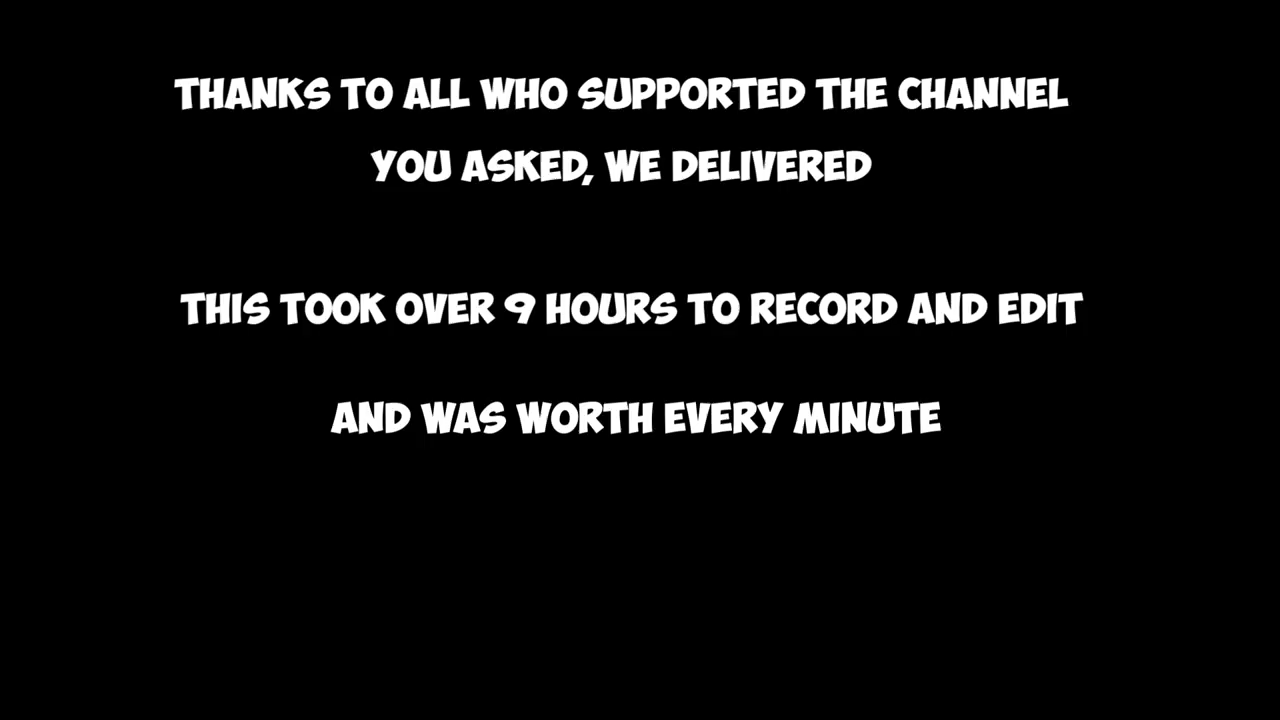 THANKS TO ALL WHO SUPPORTED THE CHANNEL
YOU ASKED, WE DELIVERED
THIS TOOK OVER 9 HOURS TO RECORD AND EDIT
AND WAS WORTH EVERY MINUTE